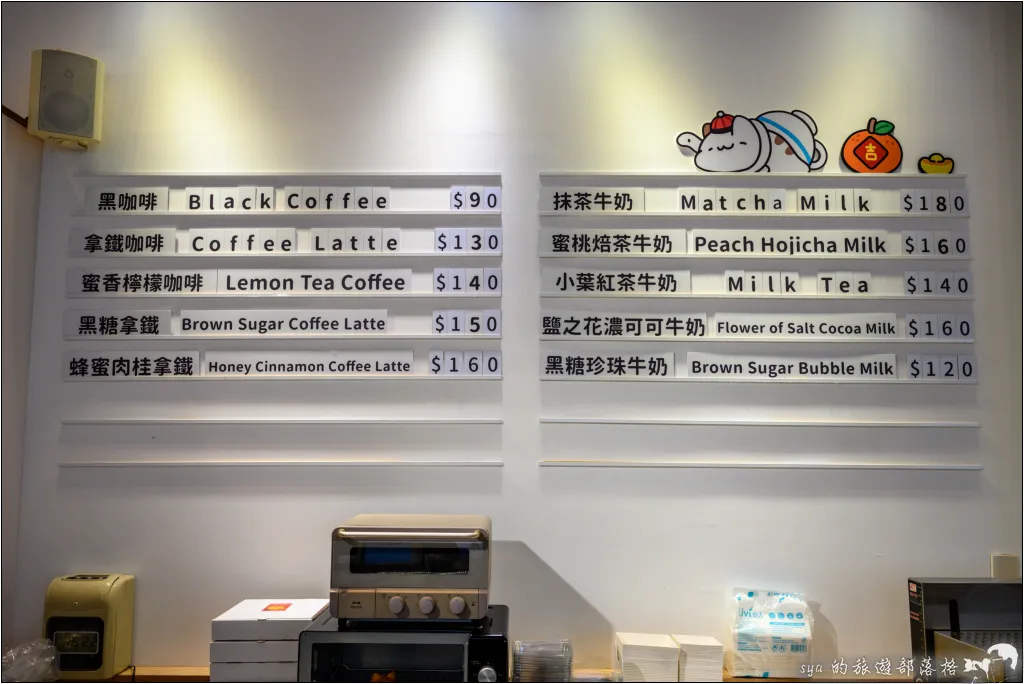 黑咖啡 Black Coffee $90
拿鐵咖啡 Coffee Latte $130
蜜香檸檬咖啡 Lemon Tea Coffee $140
黑糖拿鐵 Brown Sugar Coffee Latte $150
蜂蜜肉桂拿鐵 Honey Cinnamon Coffee Latte $160
吉
抹茶牛奶 Matcha Milk $180
蜜桃焙茶牛奶 Peach Hojicha Milk $160
小葉紅茶牛奶 Milk Tea $140
鹽之花濃可可牛奶 Flower of Salt Cocoa Milk $160
黑糖珍珠牛奶 Brown Sugar Bubble Milk $120
sya 的旅遊部落格